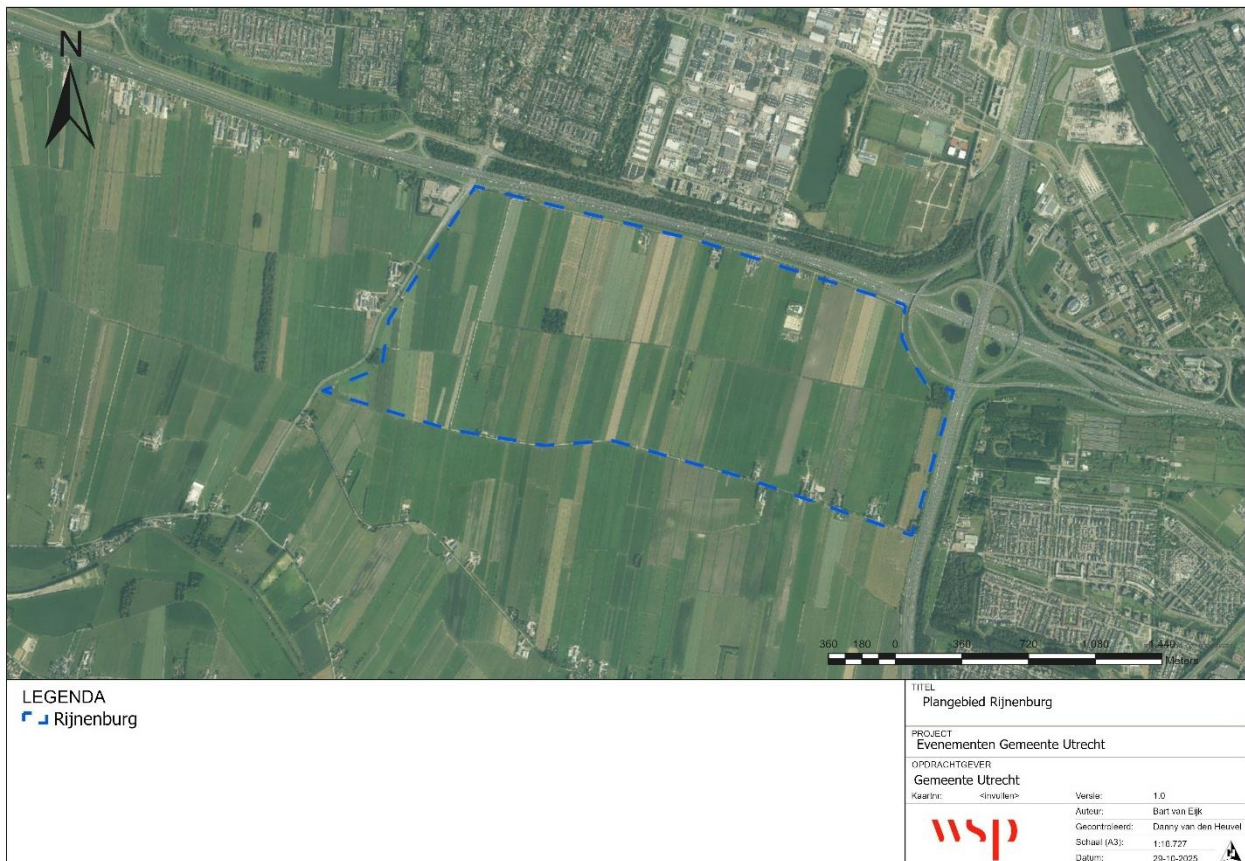 N
360 180 0 360 720 1.080 1.440
Meters
LEGENDA
Rijnenburg
TITEL
Plangebied Rijnenburg
PROJECT
Evenementen Gemeente Utrecht
OPDRACHTGEVER
Gemeente Utrecht
Kaartnr: <invullen> Versie: 1.0
Auteur: Bart van Eijk
Gecontroleerd: Danny van den Heuvel
wsp
Schaal (A3): 1:16.727
Datum: 29-10-2025